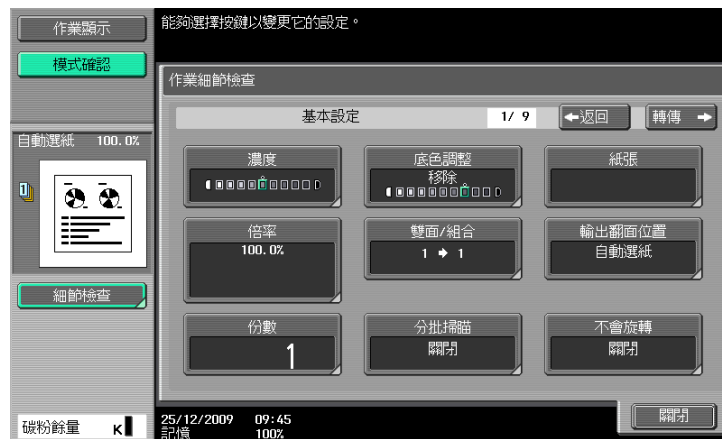 作業顯示
能夠選擇按鍵以變更它的設定。
模式確認
作業細節檢查
基本設定 1/ 9 ←返回 轉傳 →
自動選紙 100.0%
濃度
底色調整
移除
紙張
1
倍率
100.0%
雙面/組合
1 → 1
輸出翻面位置
自動選紙
細節檢查
份數
1
分批掃瞄
關閉
不會旋轉
關閉
關閉
碳粉餘量 K
25/12/2009 09:45
記憶 100%